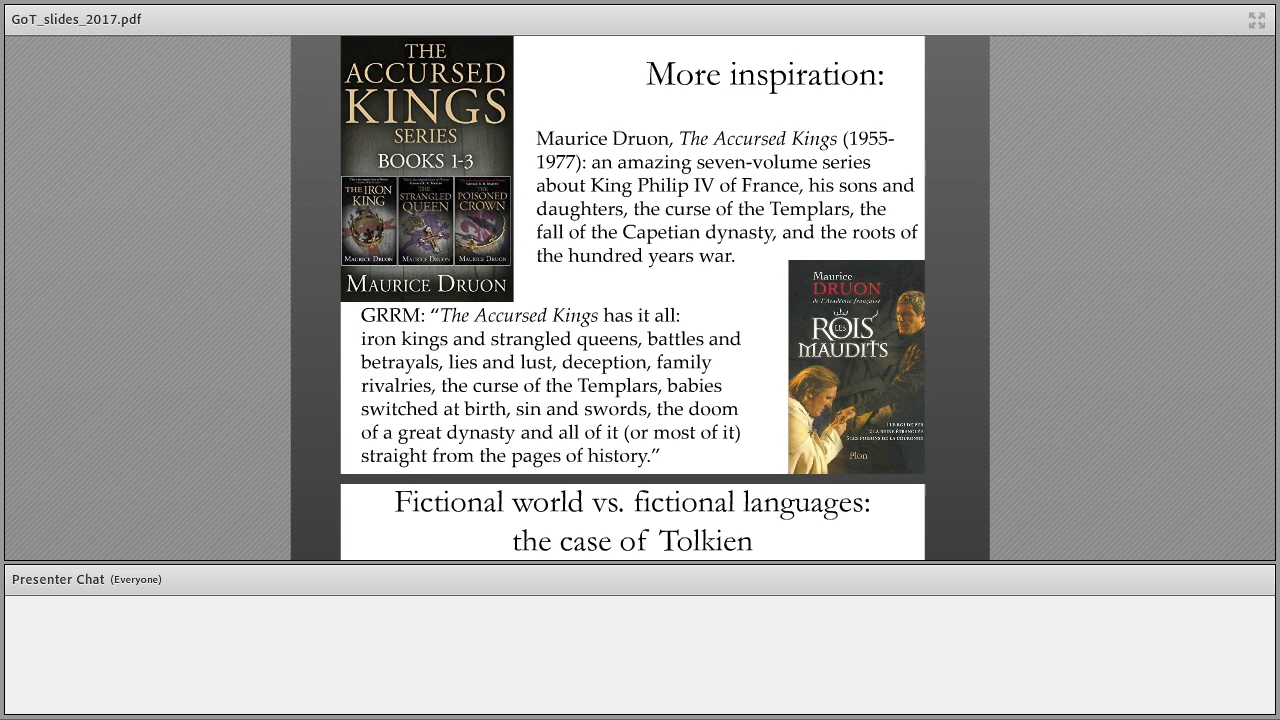 GoT_slides_2017.pdf
THE
ACCURSED
KINGS
SERIES
BOOKS 1-3
THE IRON
KING
MAURICE DRUON
THE
STRANGLED
QUEEN
MAURICE DRUON
THE
POISONED
CROWN
MAURICE DRUON
MAURICE DRUON
More inspiration:
Maurice Druon, The Accursed Kings (1955-
1977): an amazing seven-volume series
about King Philip IV of France, his sons and
daughters, the curse of the Templars, the
fall of the Capetian dynasty, and the roots of
the hundred years war.
GRRM: “The Accursed Kings has it all:
iron kings and strangled queens, battles and
betrayals, lies and lust, deception, family
rivalries, the curse of the Templars, babies
switched at birth, sin and swords, the doom
of a great dynasty and all of it (or most of it)
straight from the pages of history.”
Maurice
DRUON
de l'Académie française
LES
ROIS
MAUDITS
Plon
Fictional world vs. fictional languages:
the case of Tolkien
Presenter Chat (Everyone)